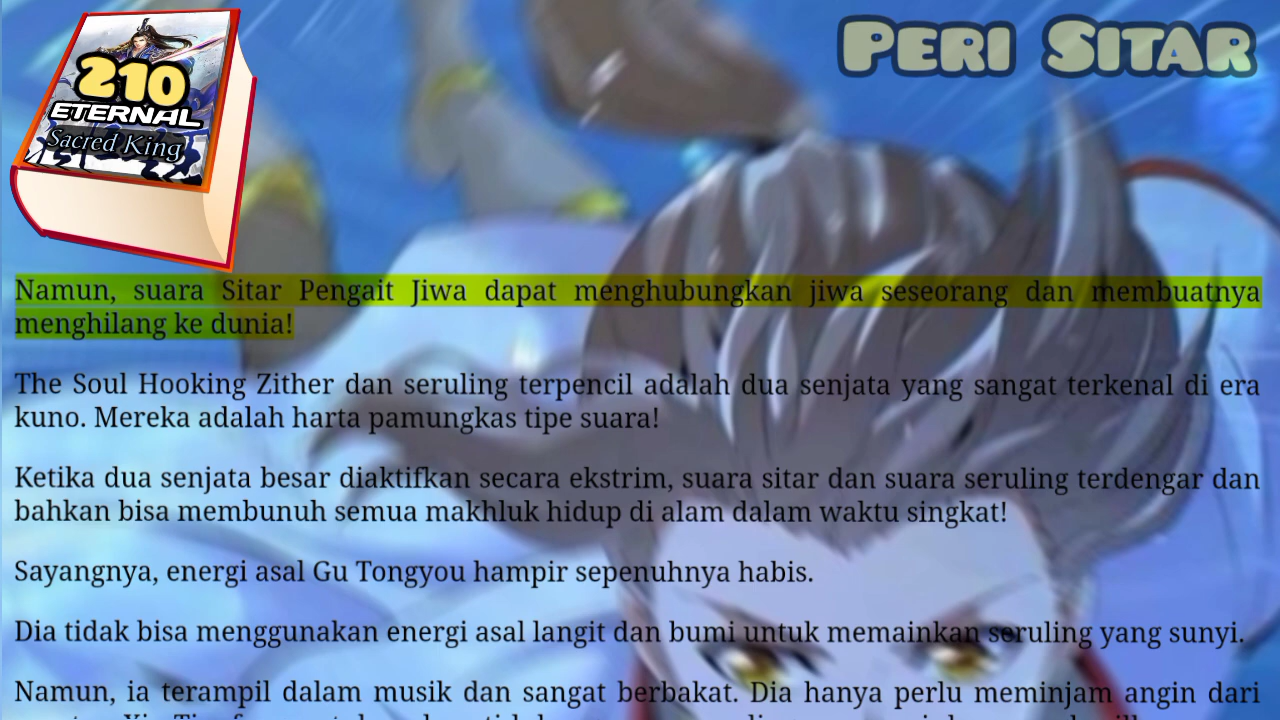 PERI SITAR
210
ETERNAL
Sacred King
Namun, suara Sitar Pengait Jiwa dapat menghubungkan jiwa seseorang dan membuatnya
menghilang ke dunia!
The Soul Hooking Zither dan seruling terpencil adalah dua senjata yang sangat terkenal di era
kuno. Mereka adalah harta pamungkas tipe suara!
Ketika dua senjata besar diaktifkan secara ekstrim, suara sitar dan suara seruling terdengar dan
bahkan bisa membunuh semua makhluk hidup di alam dalam waktu singkat!
Sayangnya, energi asal Gu Tongyou hampir sepenuhnya habis.
Dia tidak bisa menggunakan energi asal langit dan bumi untuk memainkan seruling yang sunyi.
Namun, ia terampil dalam musik dan sangat berbakat. Dia hanya perlu meminjam angin dari